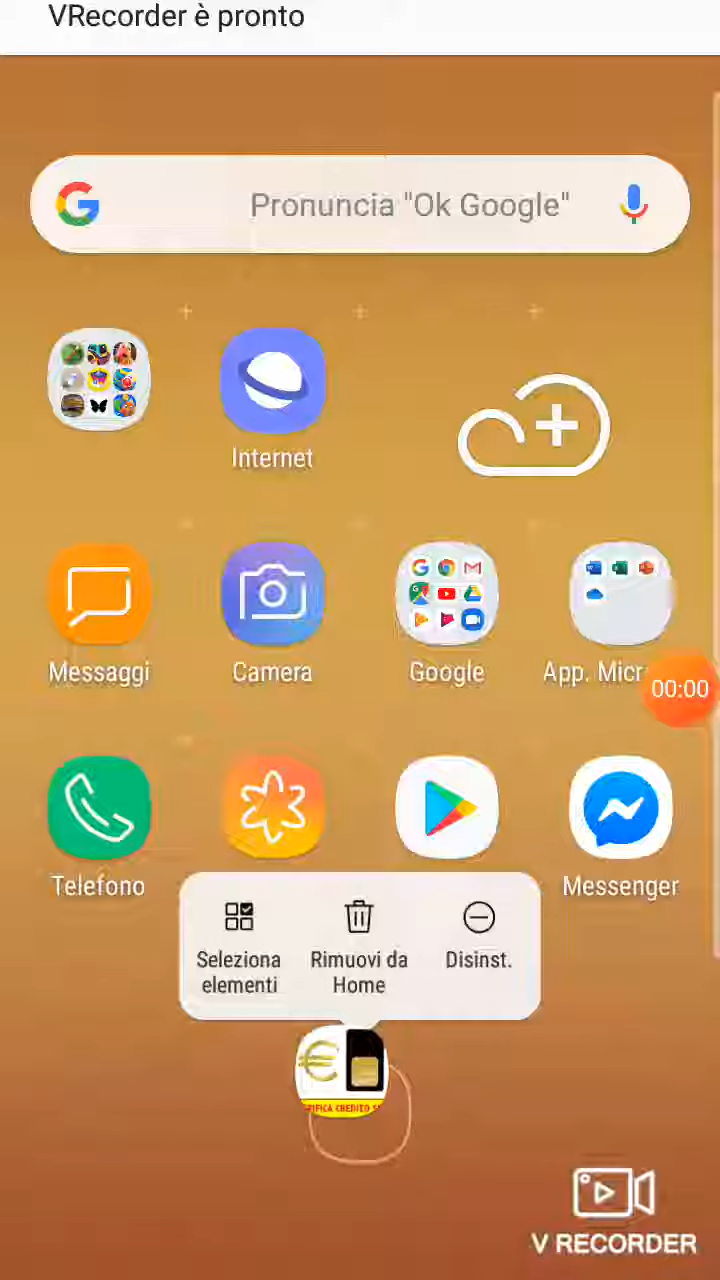 VRecorder è pronto
Pronuncia "Ok Google"
Internet
Messaggi
Camera
Google
App. Micr
00:00
Telefono
Messenger
Seleziona elementi
Rimuovi da Home
Disinst.
CREDITO
V RECORDER